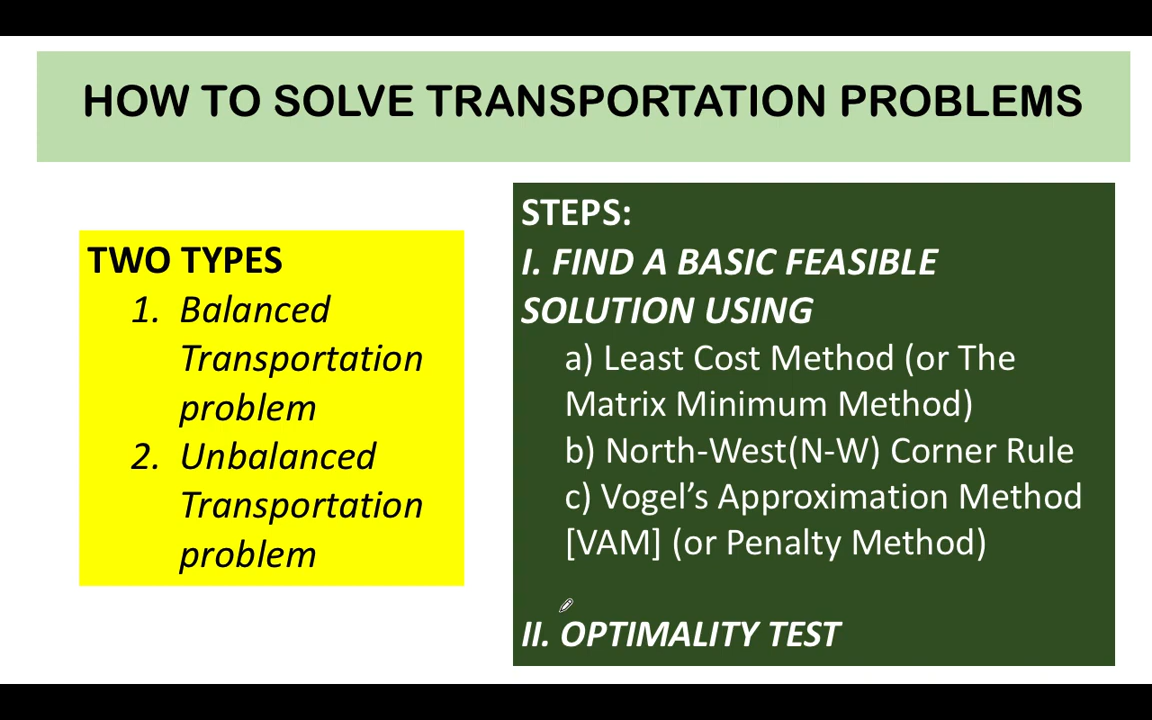 HOW TO SOLVE TRANSPORTATION PROBLEMS
TWO TYPES
1. Balanced
Transportation
problem
2. Unbalanced
Transportation
problem
STEPS:
I. FIND A BASIC FEASIBLE
SOLUTION USING
a) Least Cost Method (or The
Matrix Minimum Method)
b) North-West(N-W) Corner Rule
c) Vogel’s Approximation Method
[VAM] (or Penalty Method)
II. OPTIMALITY TEST